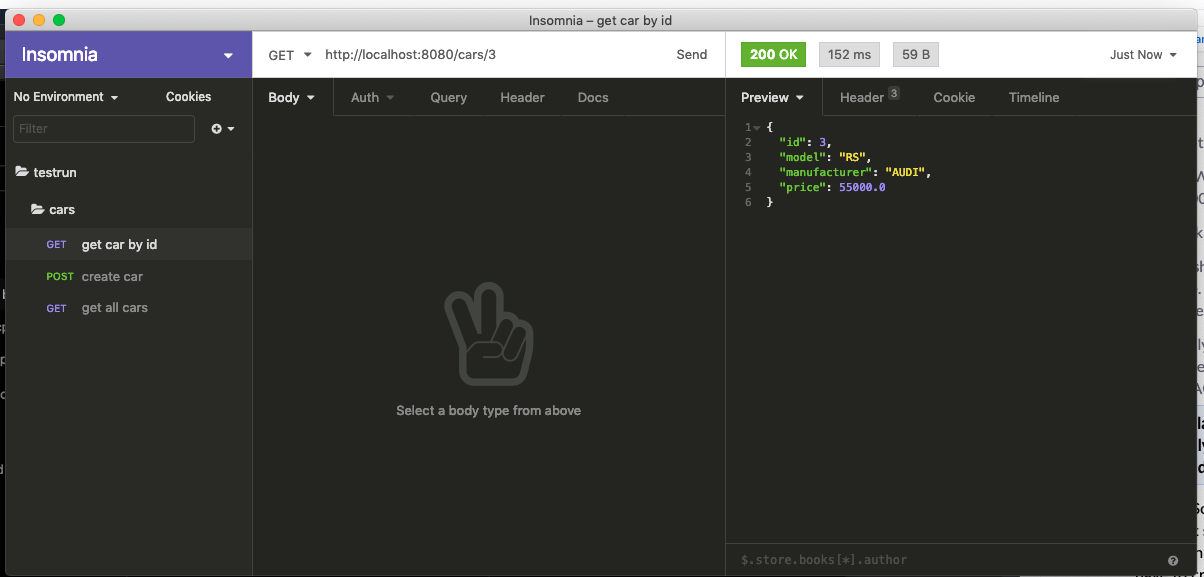 Insomnia – get car by id
Insomnia
GET http://localhost:8080/cars/3 Send
200 OK 152 ms 59 B Just Now
No Environment Cookies
Body Auth Query Header Docs
Preview Header 3 Cookie Timeline
Filter
testrun
cars
GET get car by id
POST create car
GET get all cars
Select a body type from above
1 {
2 "id": 3,
3 "model": "RS",
4 "manufacturer": "AUDI",
5 "price": 55000.0
6 }
$.store.books[*].author